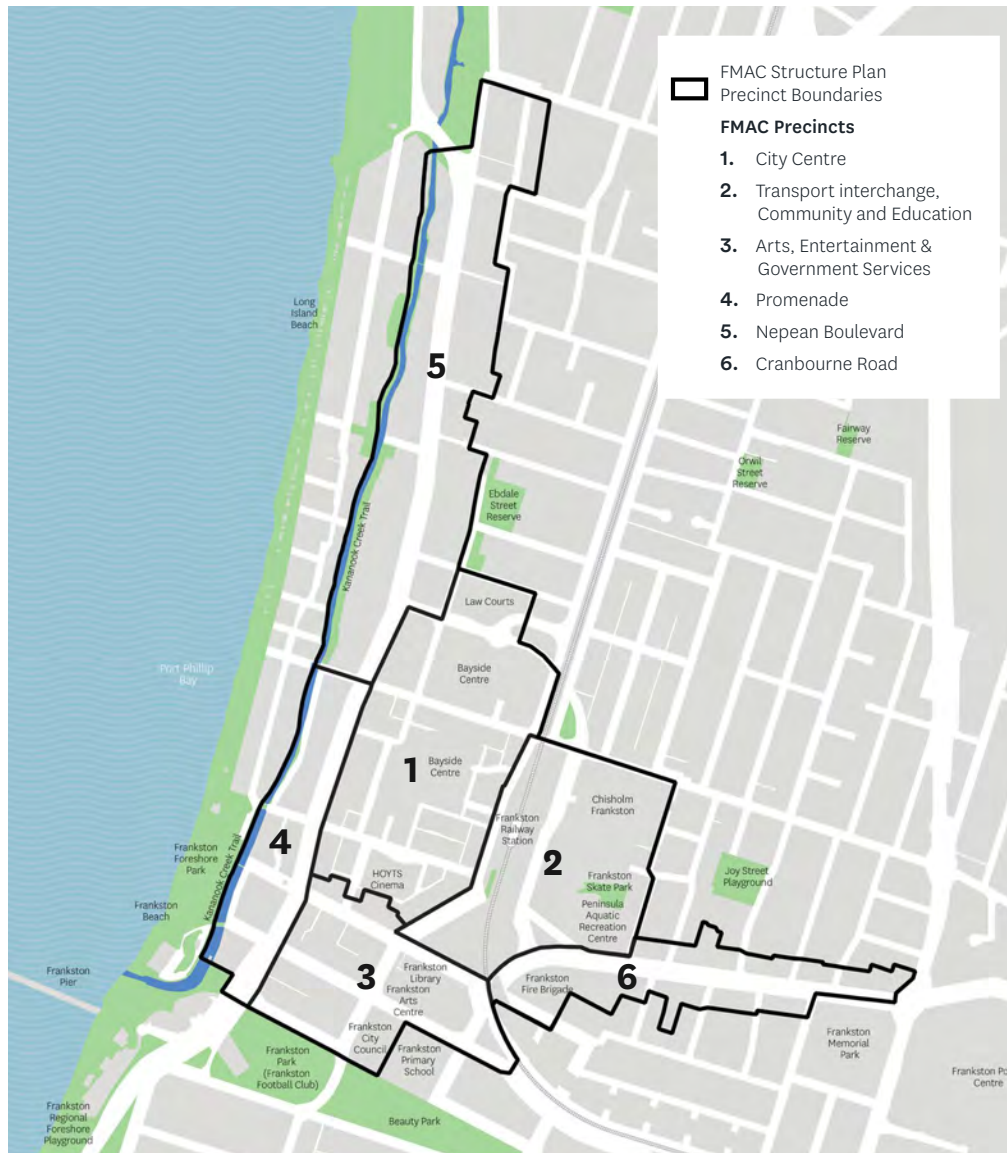 FMAC Structure Plan
Precinct Boundaries
FMAC Precincts
1. City Centre
2. Transport interchange,
Community and Education
3. Arts, Entertainment &
Government Services
4. Promenade
5. Nepean Boulevard
6. Cranbourne Road
Long
Island
Beach
5
Fairway
Reserve
Orwil
Street
Reserve
Ebdale
Street
Reserve
Kananook Creek Trail
Law Courts
Port Phillip
Bay
Bayside
Centre
1
Bayside
Centre
Chisholm
Frankston
Frankston
Railway
Station
4
2
Frankston
Foreshore
Park
Kananook Creek Trail
HOYTS
Cinema
Frankston
Skate Park
Joy Street
Playground
Frankston
Beach
Peninsula
Aquatic
Recreation
Centre
Frankston
Pier
3
Frankston
Library
Frankston
Arts
Centre
Frankston
Fire Brigade
6
Frankston
City
Council
Frankston
Primary
School
Frankston
Memorial
Park
Frankston
Park
(Frankston
Football Club)
Frankston Po
Centre
Frankston
Regional
Foreshore
Playground
Beauty Park